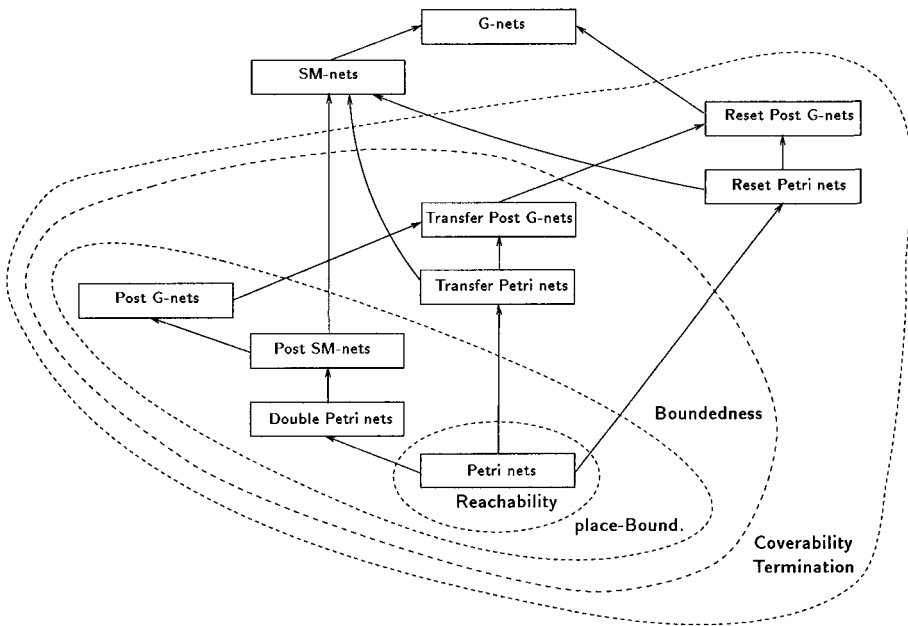 G-nets
SM-nets
Reset Post G-nets
Reset Petri nets
Transfer Post G-nets
Transfer Petri nets
Post G-nets
Post SM-nets
Double Petri nets
Boundedness
Petri nets
Reachability
place-Bound.
Coverability
Termination